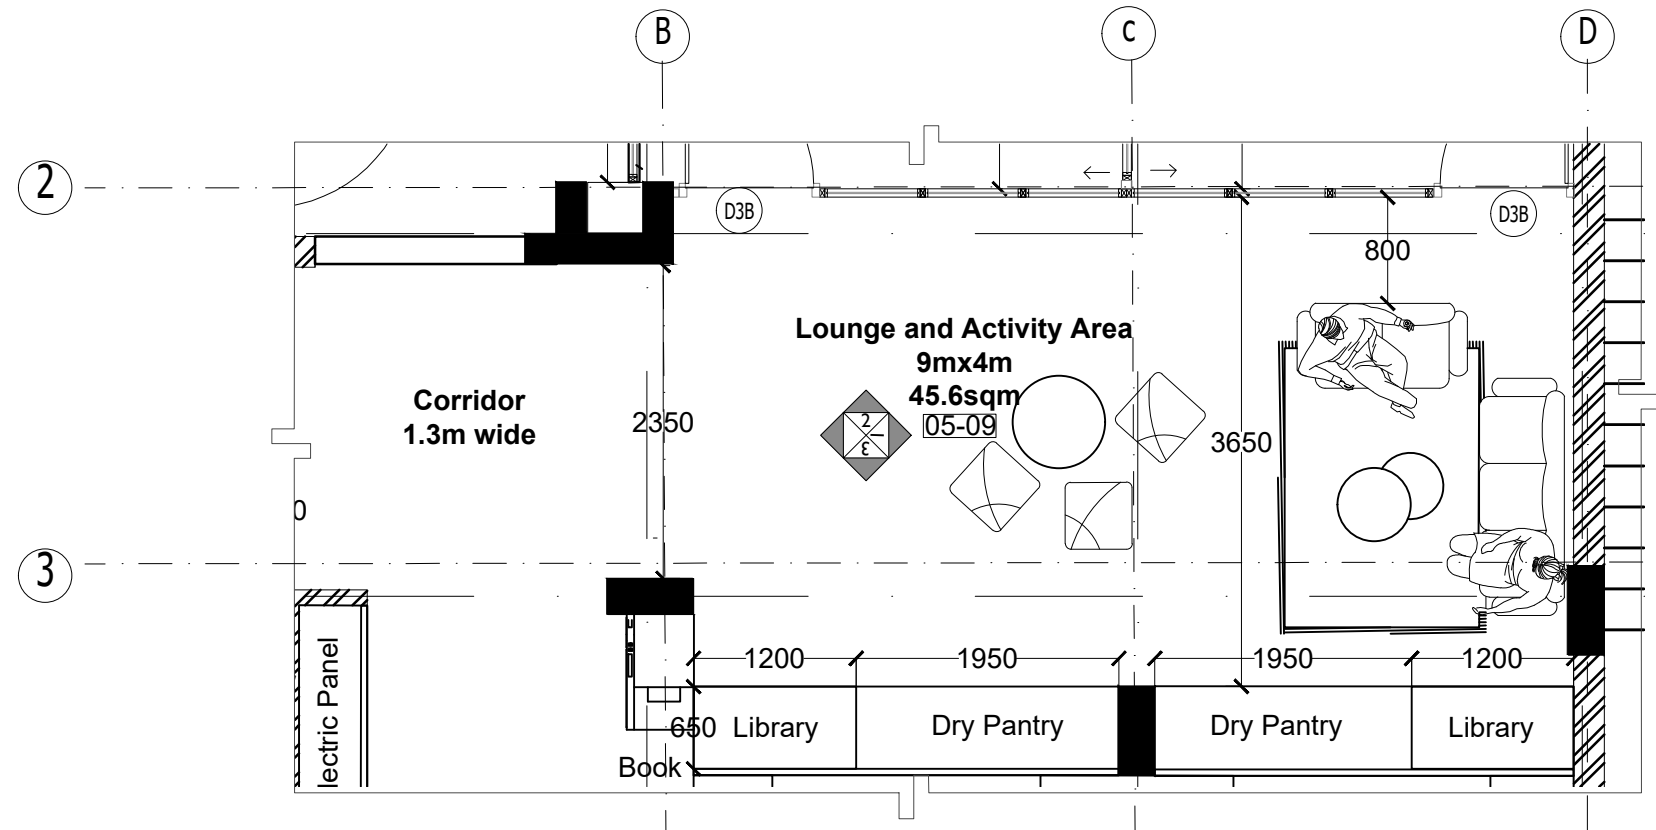 B
c
D
2
D3B
D3B
800
Lounge and Activity Area
9mx4m
45.6sqm
05-09
Corridor
1.3m wide
2350
2
1
3
3650
0
3
1200
1950
1950
1200
650
Library
Dry Pantry
Dry Pantry
Library
Book
lectric Panel